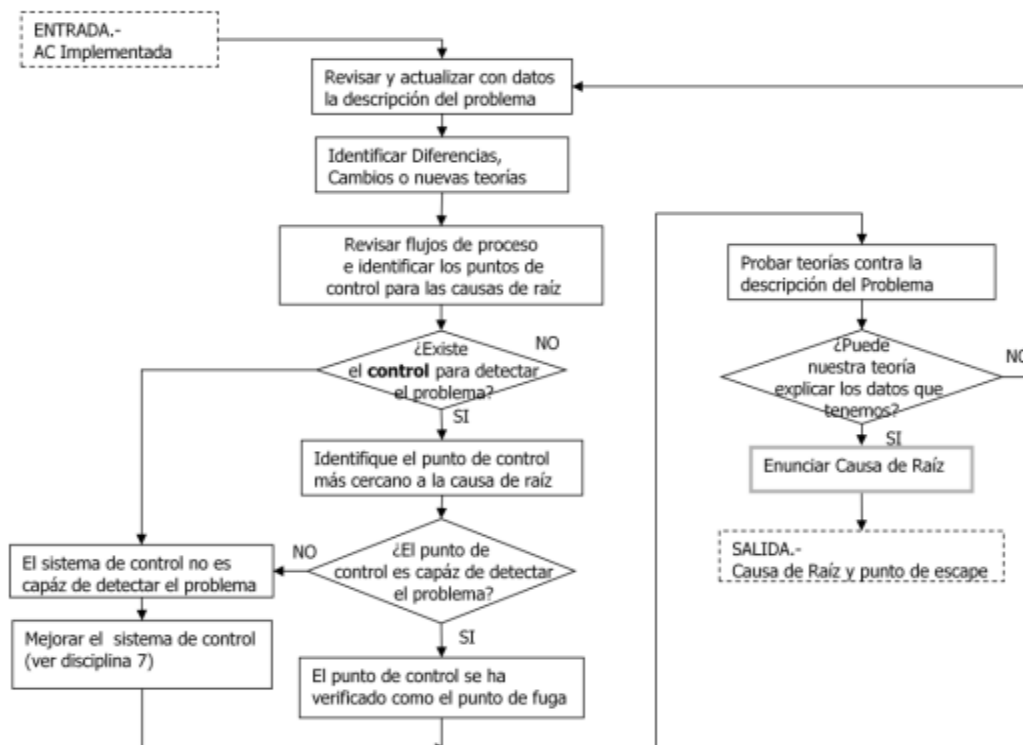 ENTRADA.-
AC Implementada
Revisar y actualizar con datos
la descripción del problema
Identificar Diferencias,
Cambios o nuevas teorías
Revisar flujos de proceso
e identificar los puntos de
control para las causas de raíz
¿Existe
el control para detectar
el problema?
NO
SI
Identifique el punto de control
más cercano a la causa de raíz
¿El punto de
control es capáz de detectar
el problema?
NO
SI
El sistema de control no es
capáz de detectar el problema
Mejorar el sistema de control
(ver disciplina 7)
El punto de control se ha
verificado como el punto de fuga
Probar teorías contra la
descripción del Problema
¿Puede
nuestra teoría
explicar los datos que
tenemos?
NO
SI
Enunciar Causa de Raíz
SALIDA.-
Causa de Raíz y punto de escape